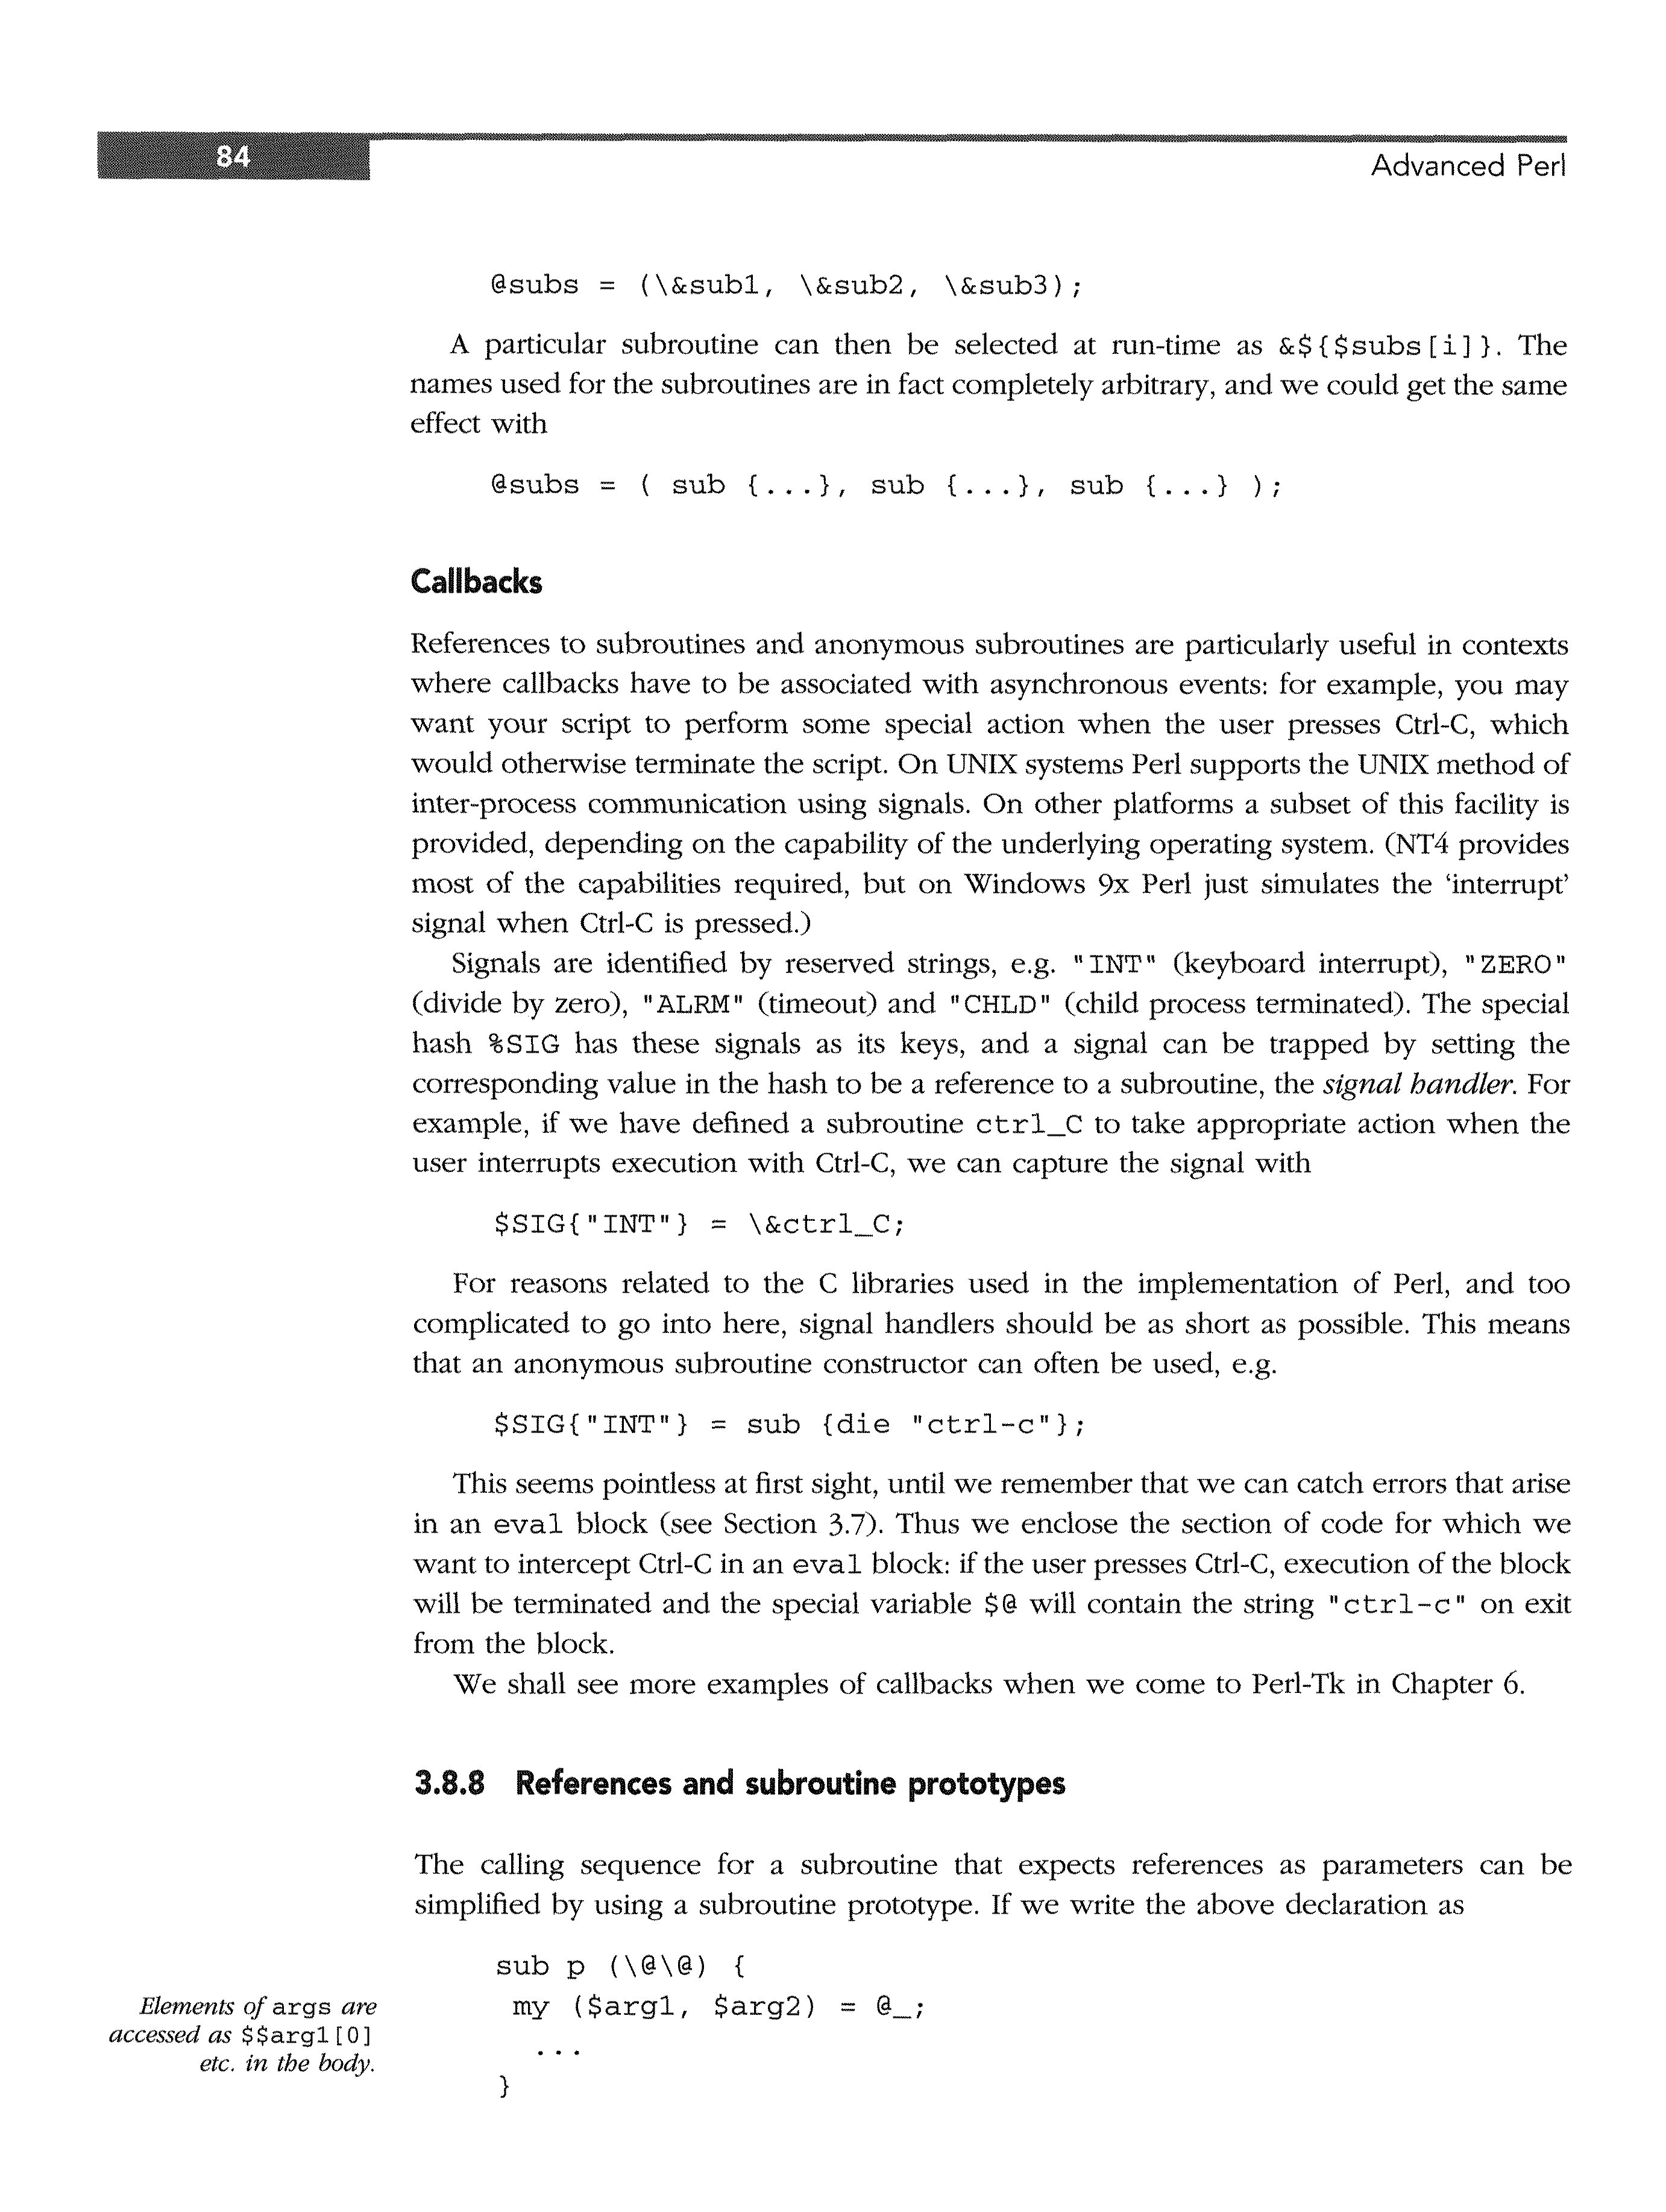 84
Advanced Perl
@subs = (\&sub1, \&sub2, \&sub3);
A particular subroutine can then be selected at run-time as &${$subs[i]}. The
names used for the subroutines are in fact completely arbitrary, and we could get the same
effect with
@subs = ( sub {...}, sub {...}, sub {...} );
Callbacks
References to subroutines and anonymous subroutines are particularly useful in contexts
where callbacks have to be associated with asynchronous events: for example, you may
want your script to perform some special action when the user presses Ctrl-C, which
would otherwise terminate the script. On UNIX systems Perl supports the UNIX method of
inter-process communication using signals. On other platforms a subset of this facility is
provided, depending on the capability of the underlying operating system. (NT4 provides
most of the capabilities required, but on Windows 9x Perl just simulates the ‘interrupt’
signal when Ctrl-C is pressed.)
Signals are identified by reserved strings, e.g. "INT" (keyboard interrupt), "ZERO"
(divide by zero), "ALRM" (timeout) and "CHLD" (child process terminated). The special
hash %SIG has these signals as its keys, and a signal can be trapped by setting the
corresponding value in the hash to be a reference to a subroutine, the signal handler. For
example, if we have defined a subroutine ctrl_C to take appropriate action when the
user interrupts execution with Ctrl-C, we can capture the signal with
$SIG{"INT"} = \&ctrl_C;
For reasons related to the C libraries used in the implementation of Perl, and too
complicated to go into here, signal handlers should be as short as possible. This means
that an anonymous subroutine constructor can often be used, e.g.
$SIG{"INT"} = sub {die "ctrl-c"};
This seems pointless at first sight, until we remember that we can catch errors that arise
in an eval block (see Section 3.7). Thus we enclose the section of code for which we
want to intercept Ctrl-C in an eval block: if the user presses Ctrl-C, execution of the block
will be terminated and the special variable $@ will contain the string "ctrl-c" on exit
from the block.
We shall see more examples of callbacks when we come to Perl-Tk in Chapter 6.
3.8.8 References and subroutine prototypes
The calling sequence for a subroutine that expects references as parameters can be
simplified by using a subroutine prototype. If we write the above declaration as
sub p (\@\@) {
my ($arg1, $arg2) = @_;
...
}
Elements of args are
accessed as $$arg1[0]
etc. in the body.